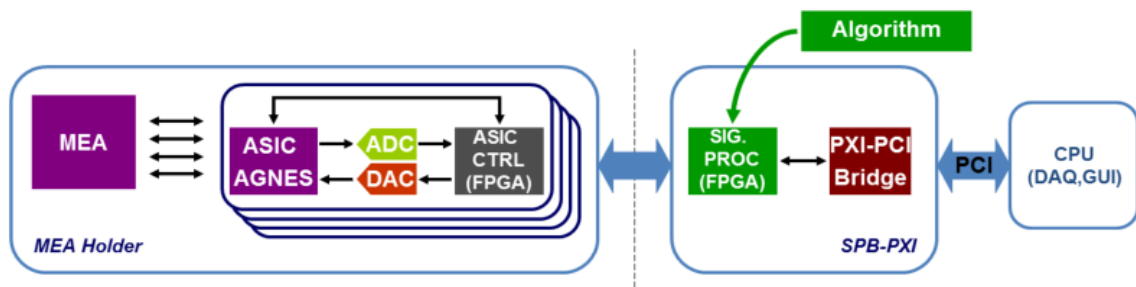 Algorithm
MEA
ASIC
AGNES
ADC
DAC
ASIC
CTRL
(FPGA)
MEA Holder
SIG.
PROC
(FPGA)
PXI-PCI
Bridge
SPB-PXI
PCI
CPU
(DAQ,GUI)